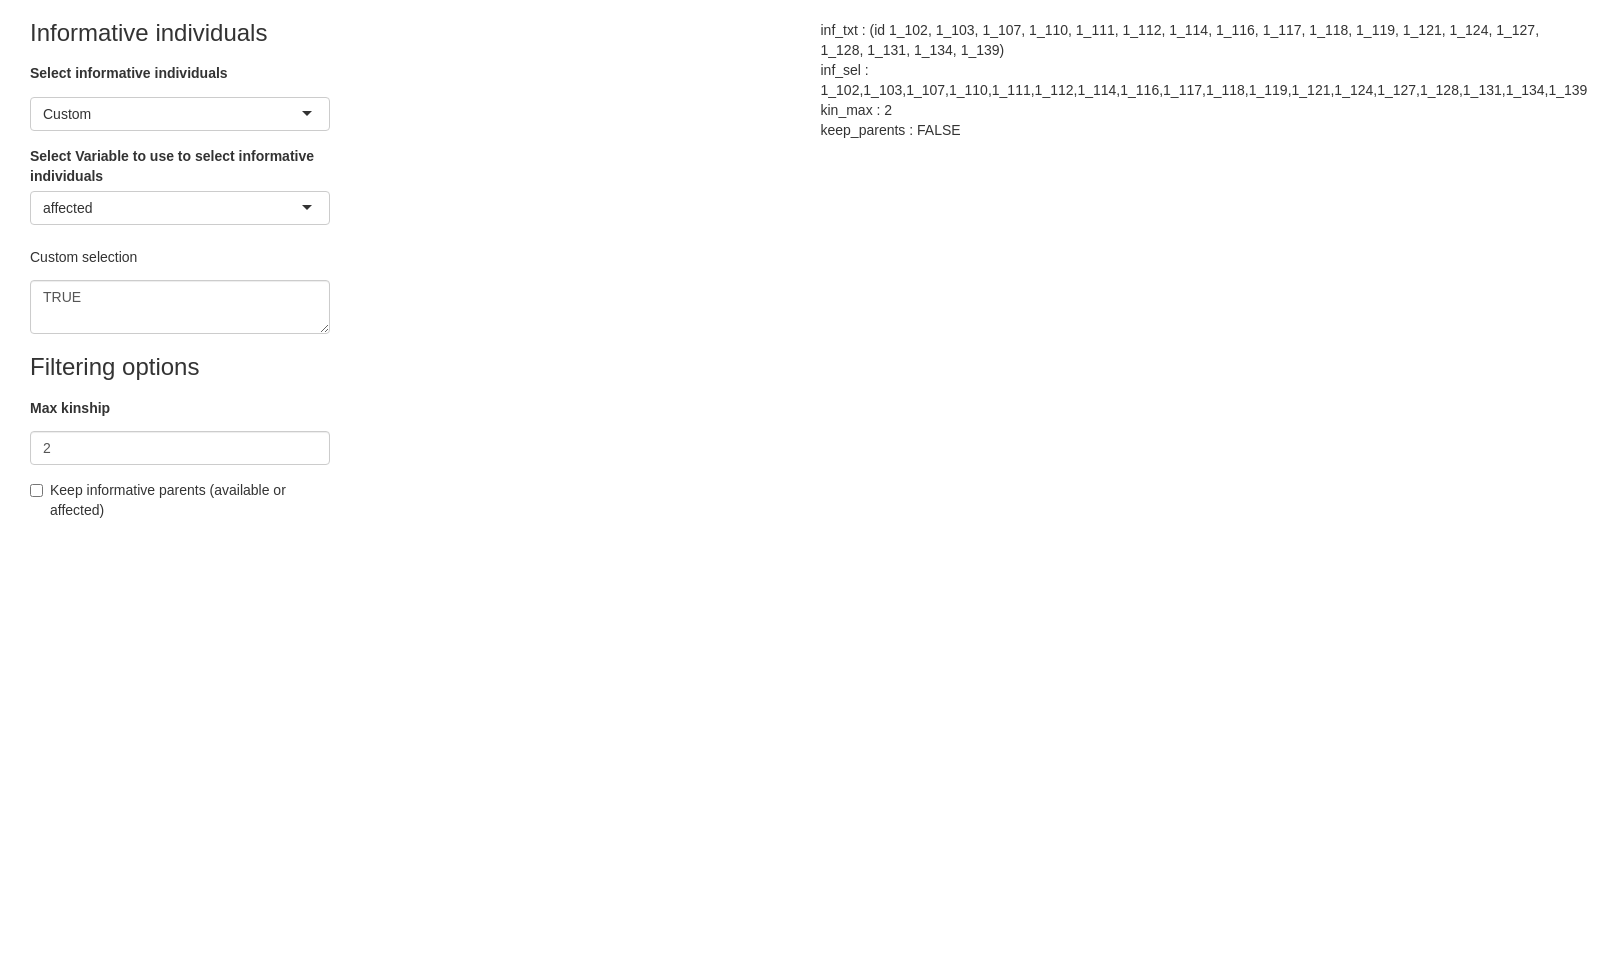 Informative individuals
Select informative individuals
Custom
Select Variable to use to select informative
individuals
affected
Custom selection
TRUE
Filtering options
Max kinship
2
Keep informative parents (available or
affected)
inf_txt : (id 1_102, 1_103, 1_107, 1_110, 1_111, 1_112, 1_114, 1_116, 1_117, 1_118, 1_119, 1_121, 1_124, 1_127,
1_128, 1_131, 1_134, 1_139)
inf_sel :
1_102,1_103,1_107,1_110,1_111,1_112,1_114,1_116,1_117,1_118,1_119,1_121,1_124,1_127,1_128,1_131,1_134,1_139
kin_max : 2
keep_parents : FALSE